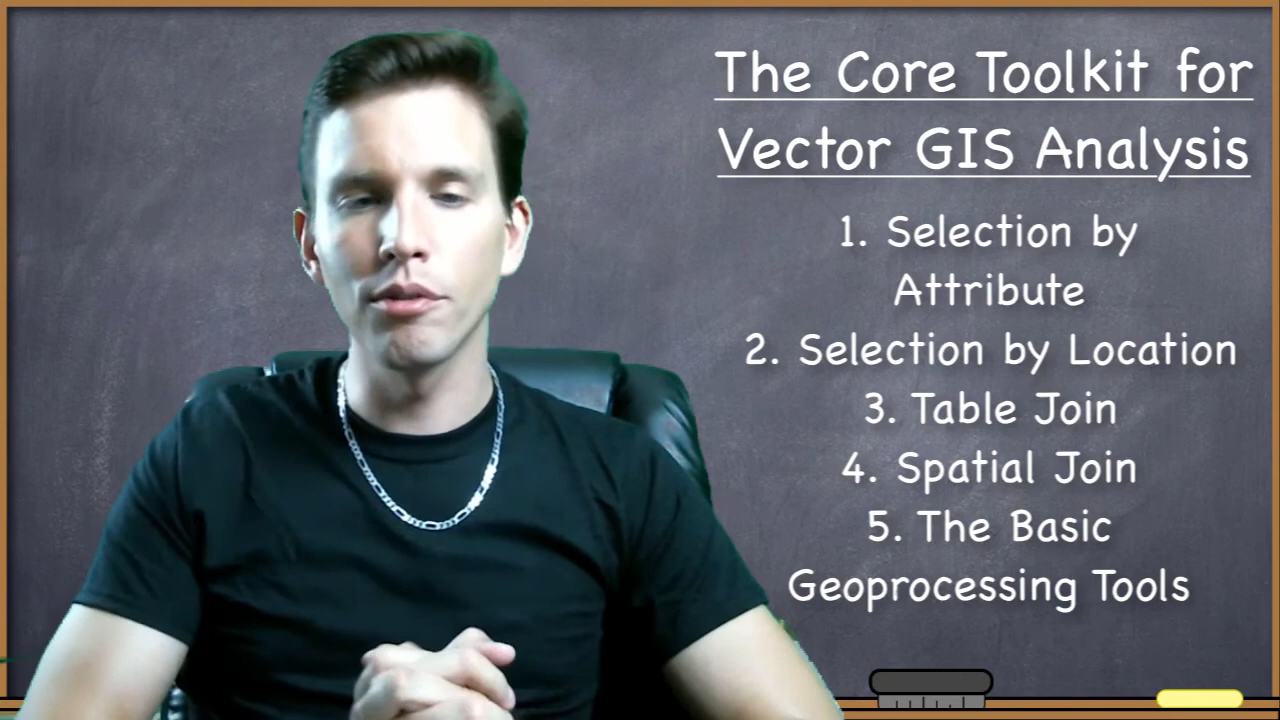 The Core Toolkit for
Vector GIS Analysis
1. Selection by
Attribute
2. Selection by Location
3. Table Join
4. Spatial Join
5. The Basic
Geoprocessing Tools